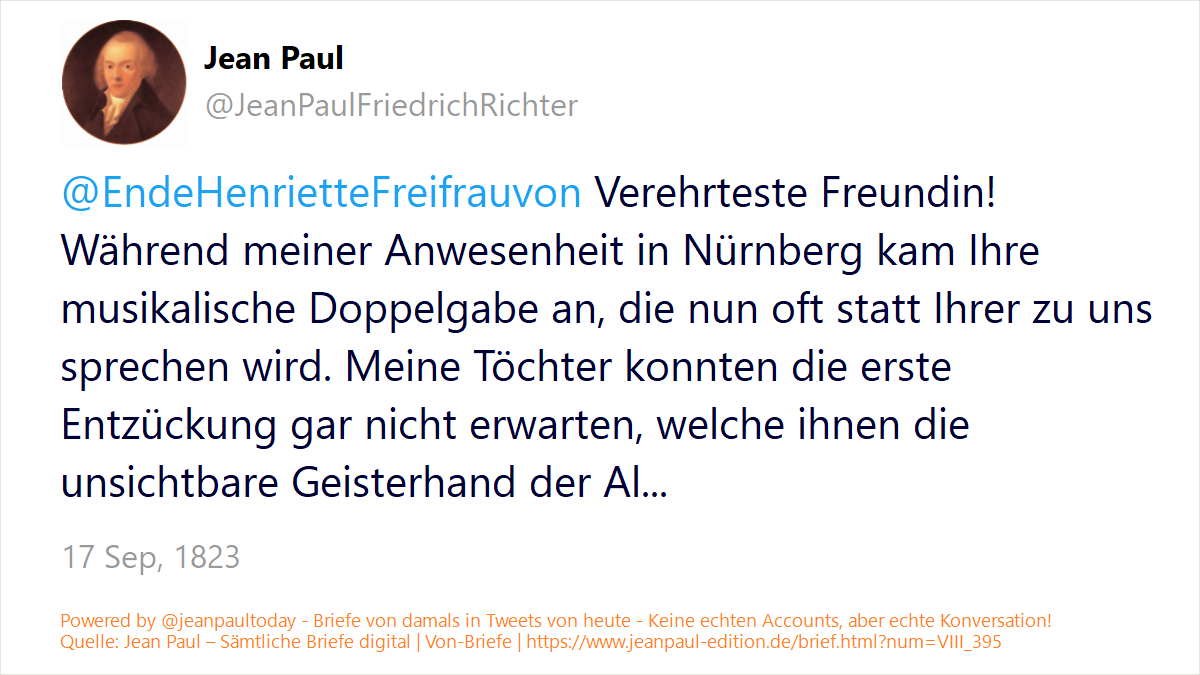 Jean Paul
@JeanPaulFriedrichRichter
@EndeHenrietteFreifrauvon Verehrteste Freundin!
Während meiner Anwesenheit in Nürnberg kam Ihre
musikalische Doppelgabe an, die nun oft statt Ihrer zu uns
sprechen wird. Meine Töchter konnten die erste
Entzückung gar nicht erwarten, welche ihnen die
unsichtbare Geisterhand der Al...
17 Sep, 1823
Powered by @jeanpaultoday - Briefe von damals in Tweets von heute - Keine echten Accounts, aber echte Konversation!
Quelle: Jean Paul – Sämtliche Briefe digital | Von-Briefe | https://www.jeanpaul-edition.de/brief.html?num=VIII_395